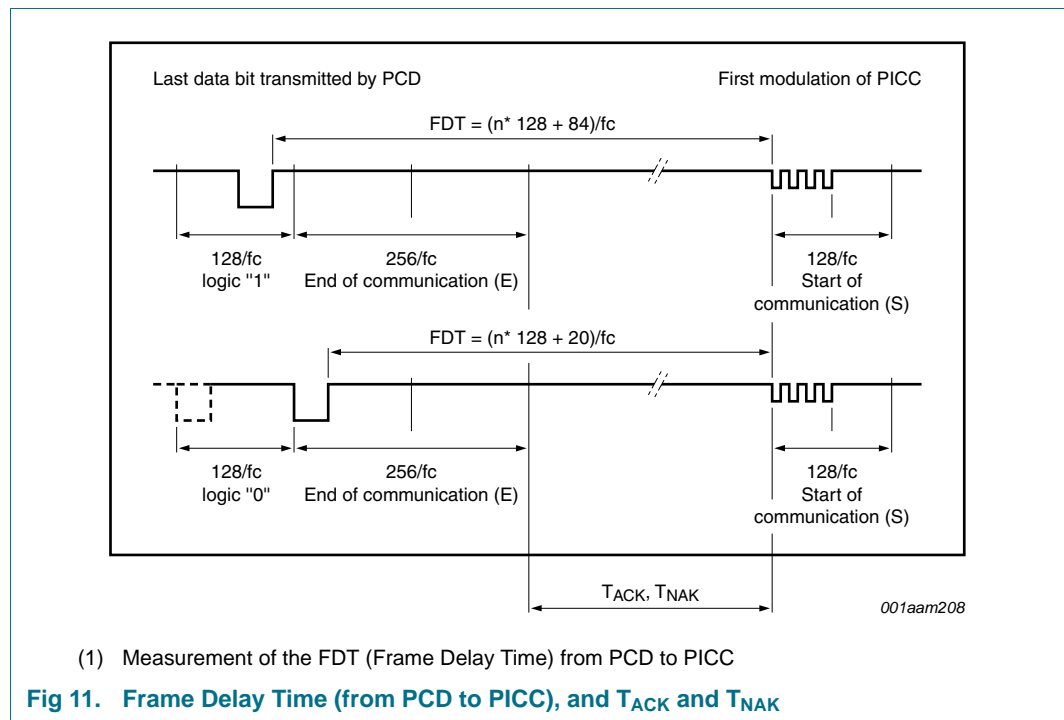 Last data bit transmitted by PCD
First modulation of PICC
FDT = (n* 128 + 84)/fc
128/fc
logic "1"
256/fc
End of communication (E)
128/fc
Start of
communication (S)
FDT = (n* 128 + 20)/fc
128/fc
logic "0"
256/fc
End of communication (E)
128/fc
Start of
communication (S)
TACK, TNAK
001aam208
(1) Measurement of the FDT (Frame Delay Time) from PCD to PICC
Fig 11. Frame Delay Time (from PCD to PICC), and TACK and TNAK